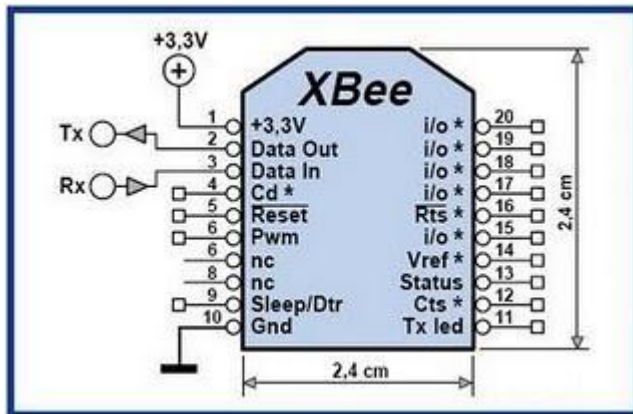 +3,3V
XBee
1 +3,3V i/o * 20
Tx 2 Data Out i/o * 19
3 Data In i/o * 18
Rx 4 Cd * i/o * 17
5 Reset Rts * 16
6 Pwm i/o * 15
6 nc Vref * 14
8 nc Status 13
9 Sleep/Dtr Cts * 12
10 Gnd Tx led 11
2,4 cm
2,4 cm